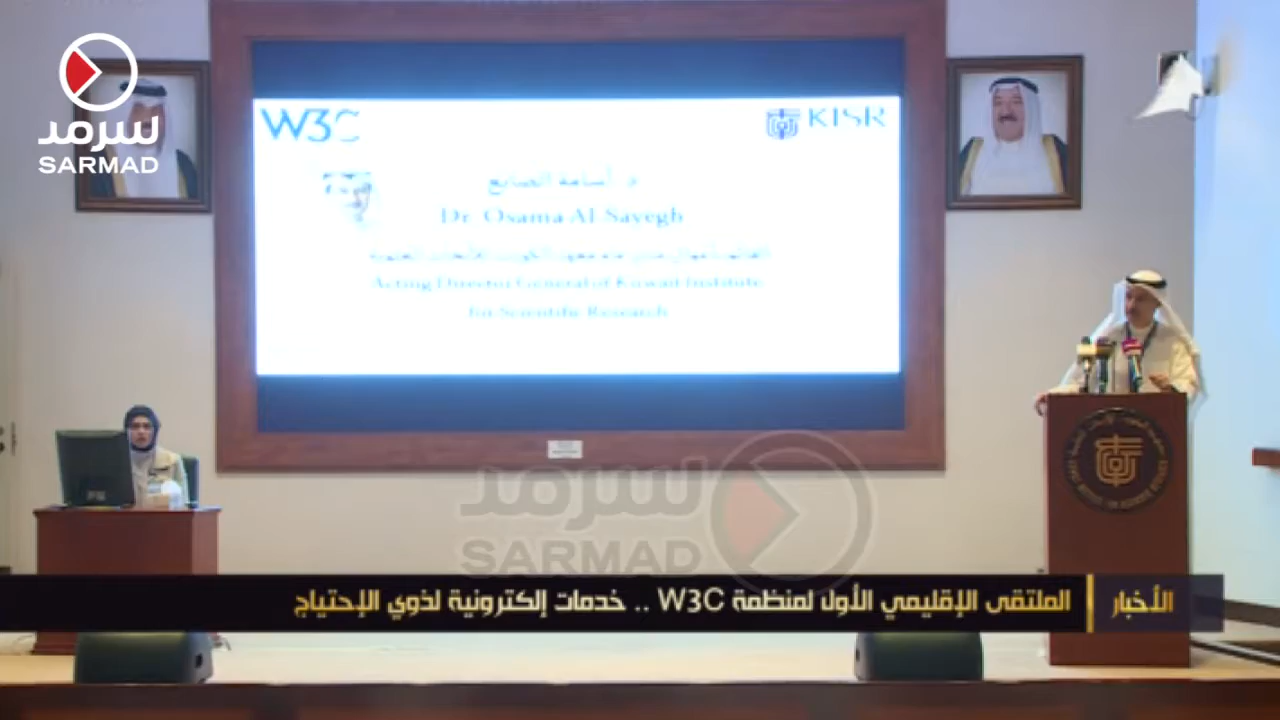 سرمد
SARMAD
W3C
KISR
د. أسامة الصايغ
Dr. Osama Al-Sayegh
Acting Director General of Kuwait Institute
for Scientific Research
سرمد
SARMAD
الأخبار
الملتقى الإقليمي الأول لمنظمة W3C .. خدمات إلكترونية لذوي الإحتياج